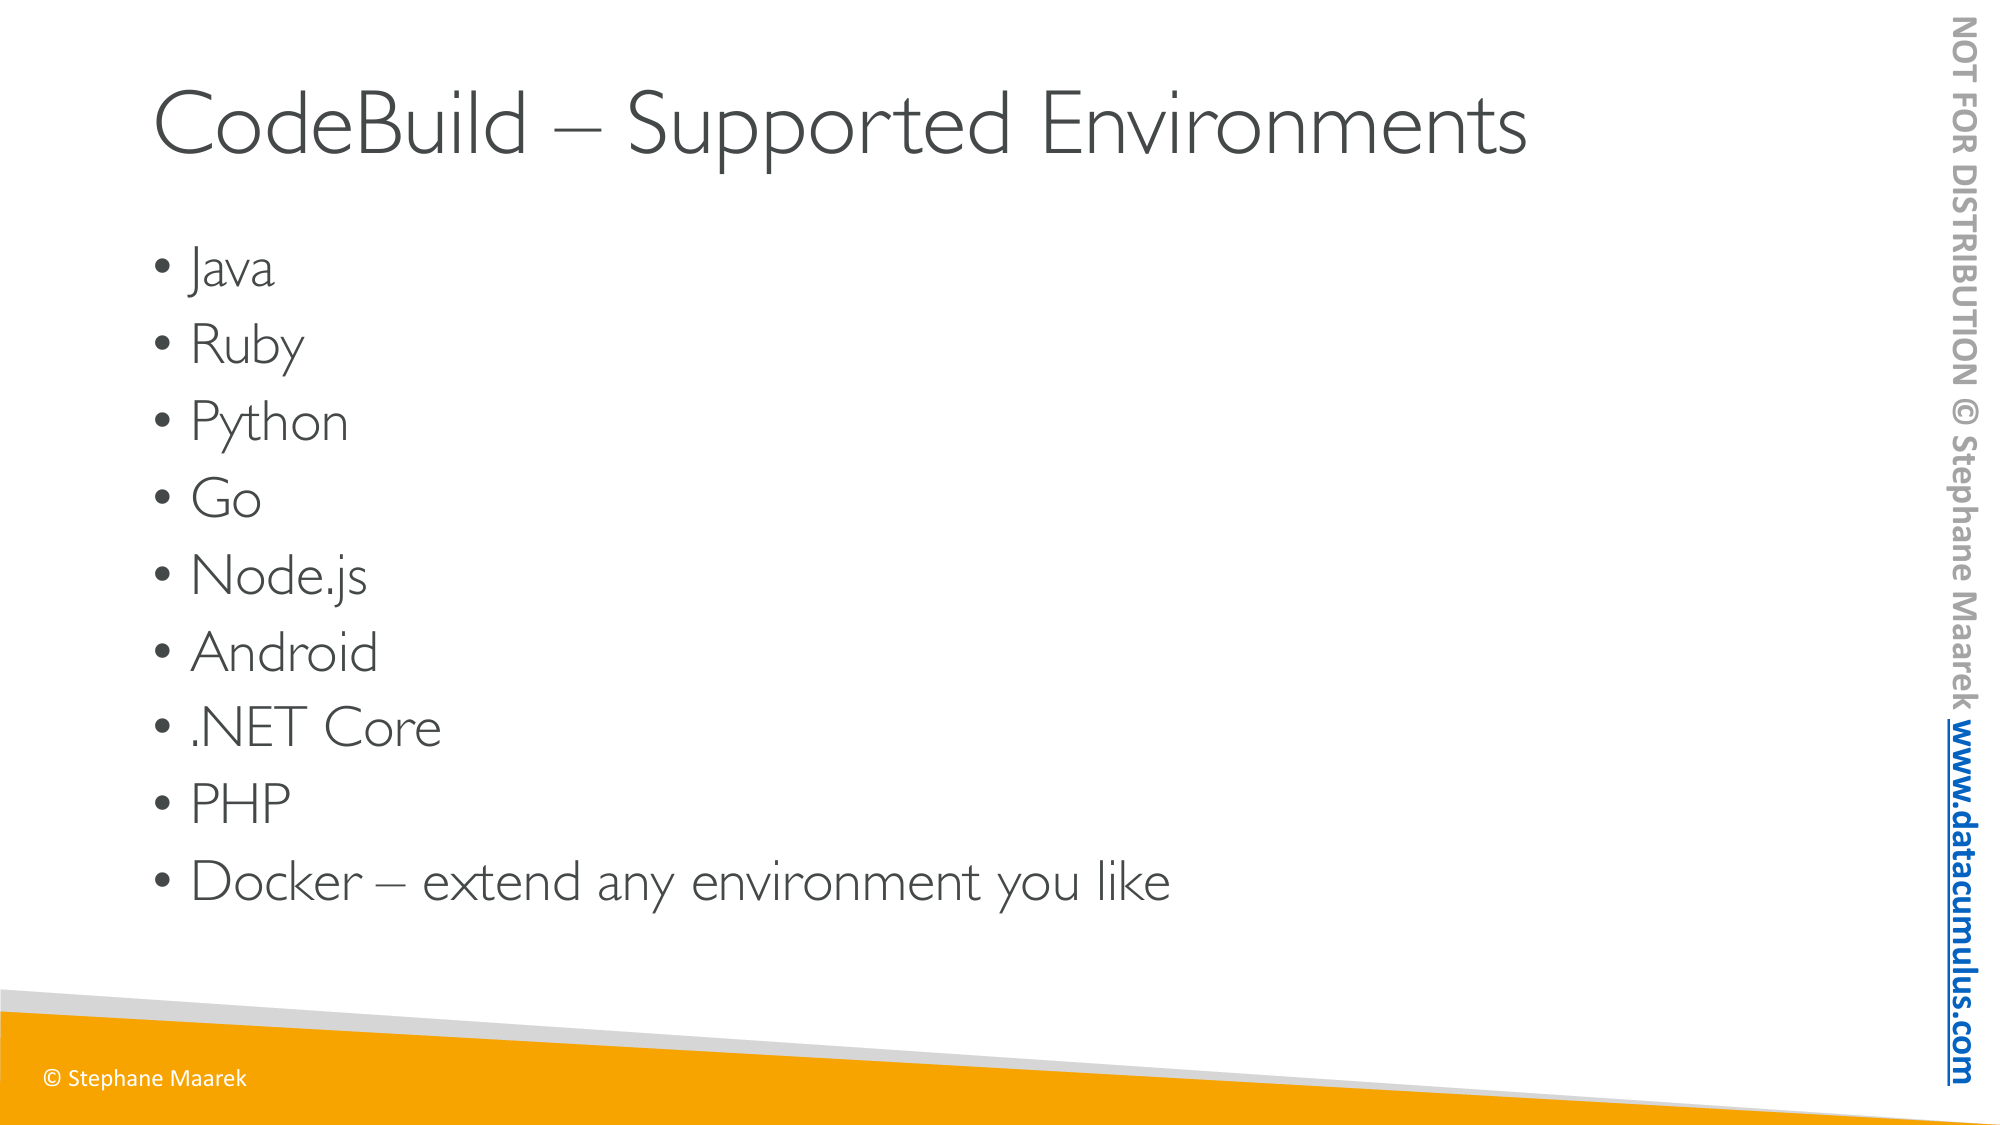 CodeBuild – Supported Environments
• Java
• Ruby
• Python
• Go
• Node.js
• Android
• .NET Core
• PHP
• Docker – extend any environment you like
© Stephane Maarek
NOT FOR DISTRIBUTION © Stephane Maarek www.datacumulus.com